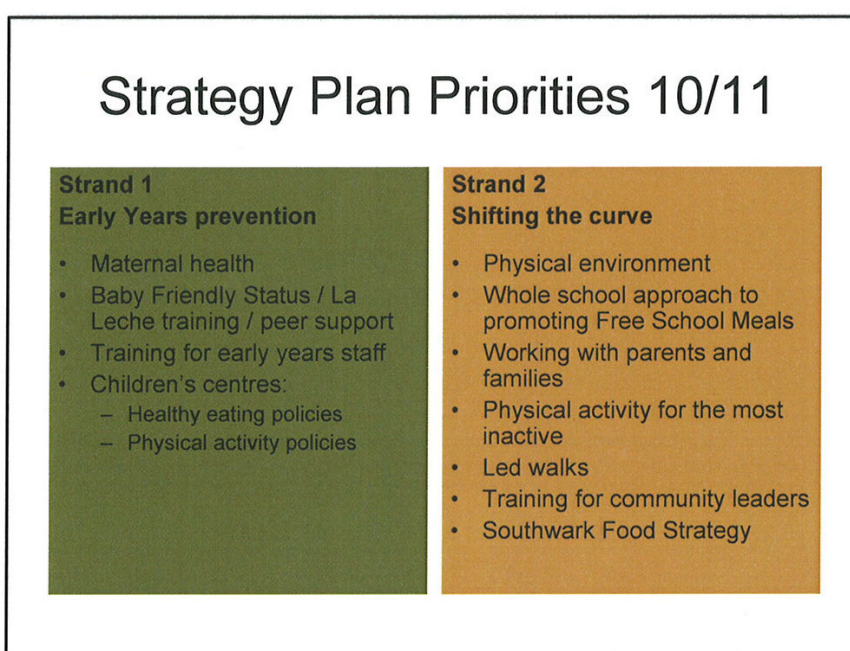 Strategy Plan Priorities 10/11
Strand 1
Early Years prevention
• Maternal health
• Baby Friendly Status / La
Leche training / peer support
• Training for early years staff
• Children's centres:
– Healthy eating policies
– Physical activity policies
Strand 2
Shifting the curve
• Physical environment
• Whole school approach to
promoting Free School Meals
• Working with parents and
families
• Physical activity for the most
inactive
• Led walks
• Training for community leaders
• Southwark Food Strategy